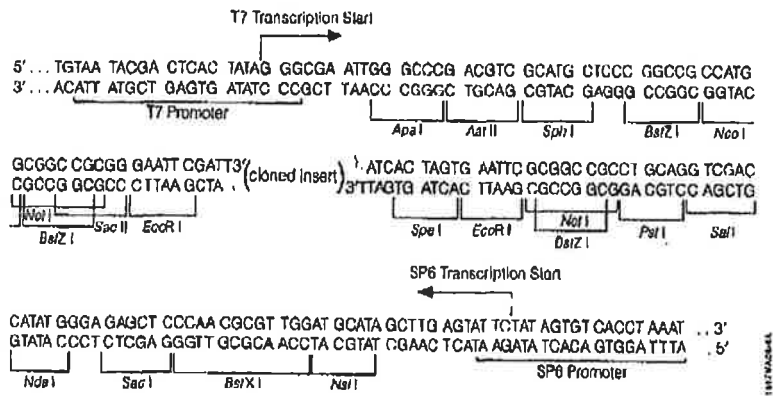 T7 Transcription Start
5′ ... TGTAA TACGA CTCAC TATAG GGCGA ATTGG GCCCG ACGTC GCATG CTCCC GGCCG CCATG
3′ ... ACATT ATGCT GAGTG ATATC CCGCT TAACC CGGGC TGCAG CGTAC GAGGG CCGGC GGTAC
T7 Promoter
Apa I Aat II Sph I BstZ I Nco I
GCGGC CGCGG GAATT CGATT3′ (cloned insert) ATCAC TAGTG AATTC GCGGC CGCCT GCAGG TCGAC
CGCCG GCGCC CTTAA GCTA (cloned insert) 3′TTAGTG ATCAC TTAAG CGCCG GCGGA CGTCC AGCTG
Not I Sac II EcoR I Spe I EcoR I Not I Pst I Sal I
BstZ I BstZ I
SP6 Transcription Start
CATAT GGGA GAGCT CCCAA CGCGT TGGAT GCATA GCTTG AGTAT TCTAT AGTGT CACCT AAAT ... 3′
GTATA CCCT CTCGAG GGTT GCGCA ACCTA CGTAT CGAAC TCATA AGATA TCACA GTGGA TTTA . 5′
Nde I Sac I BstX I Nsi I SP6 Promoter